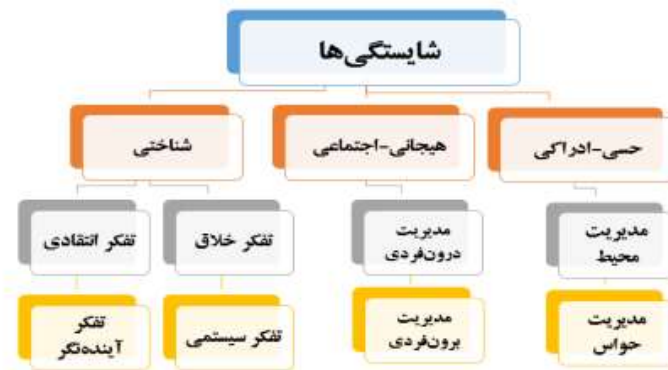 شایستگی‌ها
حسی-ادراکی
هیجانی-اجتماعی
شناختی
مدیریت
محیط
مدیریت
درون‌فردی
تفکر خلاق
تفکر انتقادی
مدیریت
حواس
مدیریت
برون‌فردی
تفکر سیستمی
تفکر
آینده‌نگر